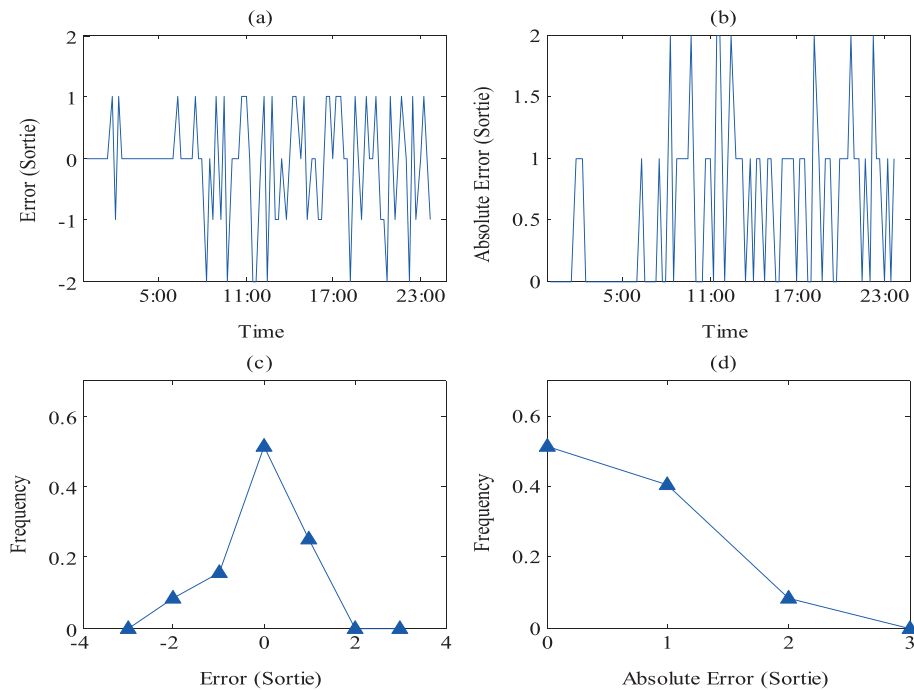 (a)
2
1
0
-1
-2
Error (Sortie)
5:00 11:00 17:00 23:00
Time
(b)
2
1.5
1
0.5
0
Absolute Error (Sortie)
5:00 11:00 17:00 23:00
Time
(c)
0.6
0.4
0.2
0
Frequency
-4 -2 0 2 4
Error (Sortie)
(d)
0.6
0.4
0.2
0
Frequency
0 1 2 3
Absolute Error (Sortie)